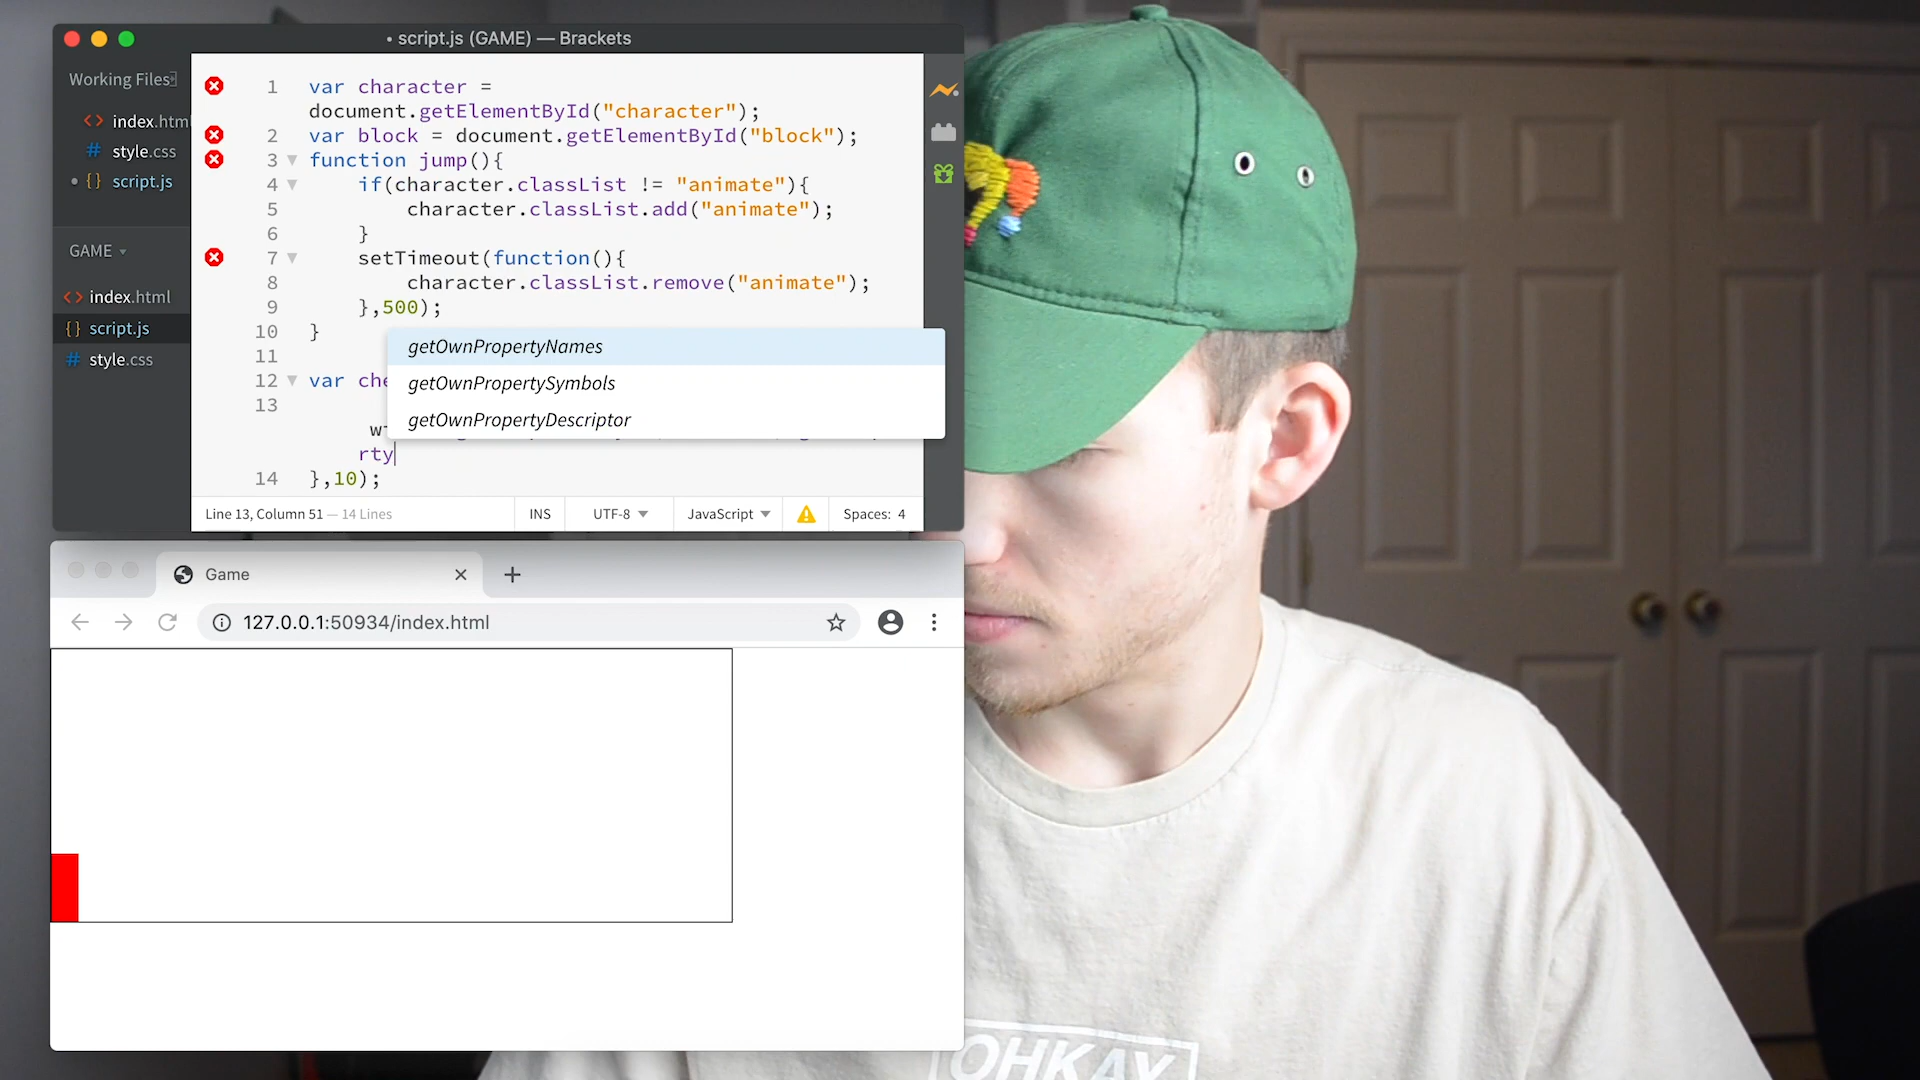 • script.js (GAME) — Brackets
Working Files
<> index.html
# style.css
• {} script.js
GAME
<> index.html
{} script.js
# style.css
1 var character =
document.getElementById("character");
2 var block = document.getElementById("block");
3 function jump(){
4 if(character.classList != "animate"){
5 character.classList.add("animate");
6 }
7 setTimeout(function(){
8 character.classList.remove("animate");
9 },500);
10 }
11
12 var che
13
rty
14 },10);
getOwnPropertyNames
getOwnPropertySymbols
getOwnPropertyDescriptor
Line 13, Column 51 — 14 Lines
INS
UTF-8
JavaScript
Spaces: 4
Game
127.0.0.1:50934/index.html
OHKAY